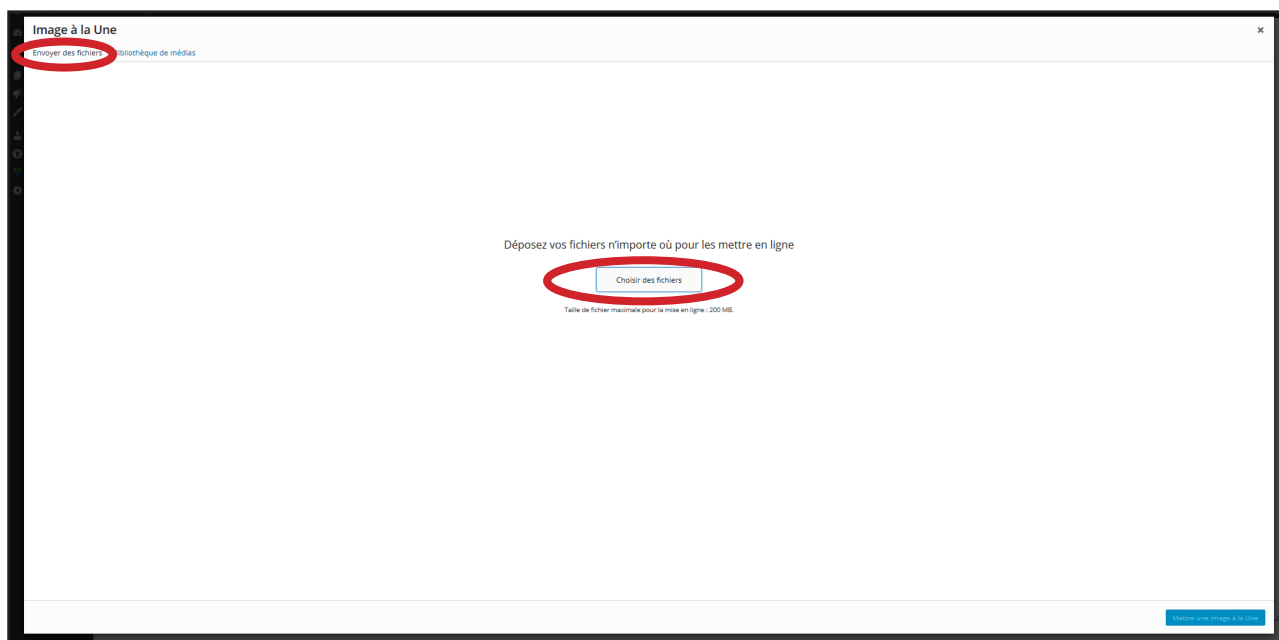 Image à la Une
×
Envoyer des fichiers
Bibliothèque de médias
Déposez vos fichiers n'importe où pour les mettre en ligne
Choisir des fichiers
Taille de fichier maximale pour la mise en ligne : 200 MB.
Mettre une image à la Une